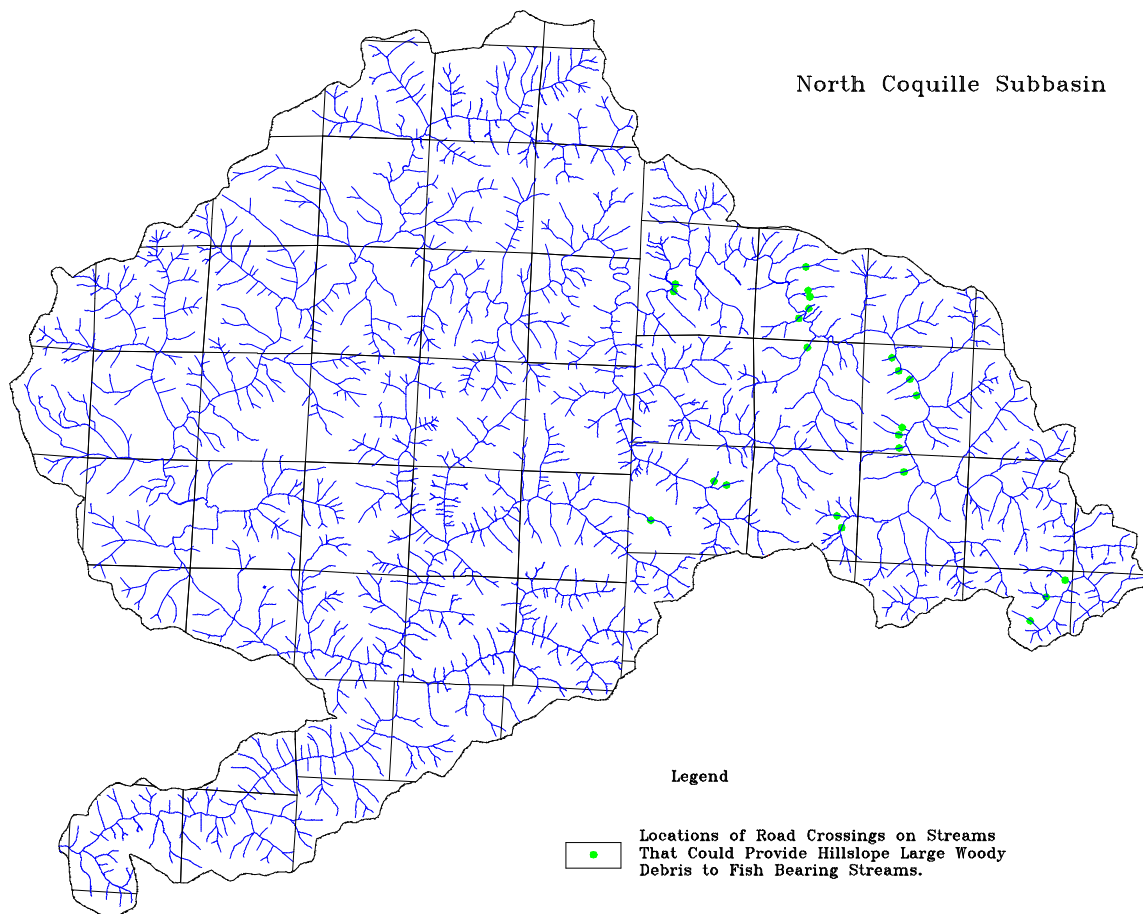 North Coquille Subbasin
Legend
Locations of Road Crossings on Streams
That Could Provide Hillslope Large Woody
Debris to Fish Bearing Streams.